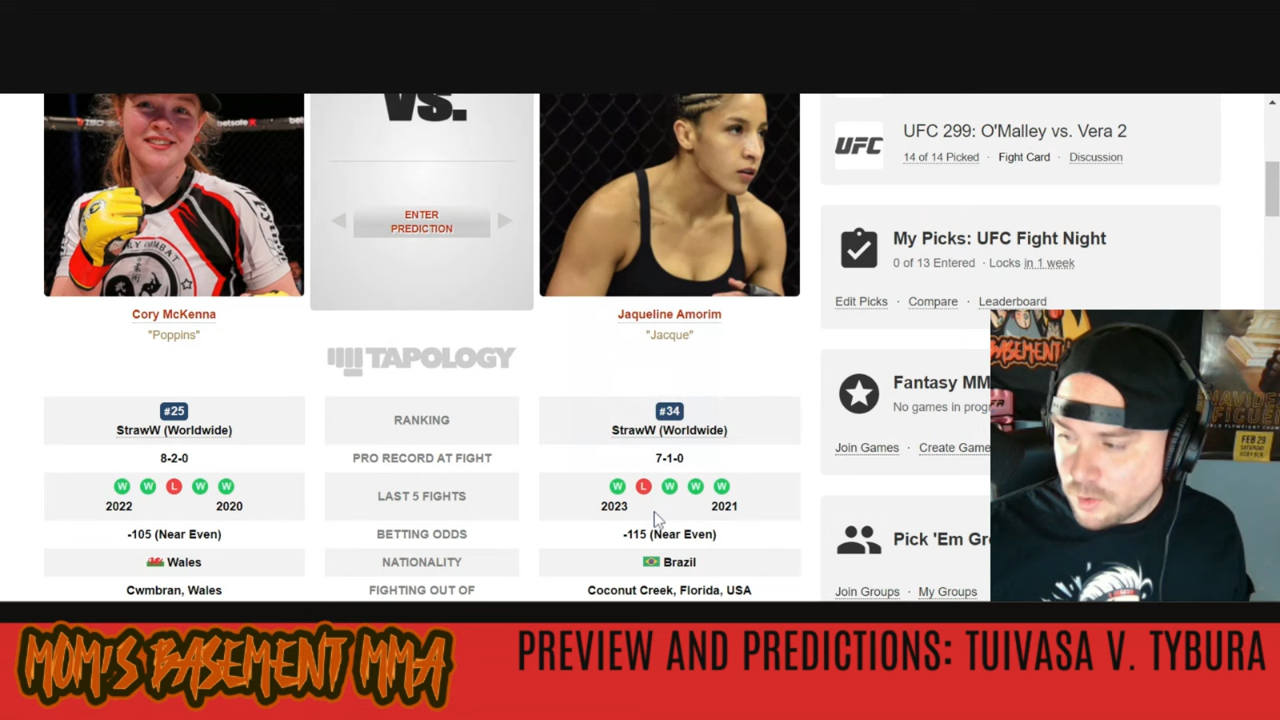 VS.
ENTER
PREDICTION
Cory McKenna
"Poppins"
Jaqueline Amorim
"Jacque"
TAPOLOGY
#25
StrawW (Worldwide)
RANKING
#34
StrawW (Worldwide)
8-2-0
PRO RECORD AT FIGHT
7-1-0
W W L W W
2022 2020
LAST 5 FIGHTS
W L W W W
2023 2021
-105 (Near Even)
BETTING ODDS
-115 (Near Even)
Wales
NATIONALITY
Brazil
Cwmbran, Wales
FIGHTING OUT OF
Coconut Creek, Florida, USA
UFC
UFC 299: O'Malley vs. Vera 2
14 of 14 Picked · Fight Card · Discussion
My Picks: UFC Fight Night
0 of 13 Entered · Locks in 1 week
Edit Picks · Compare · Leaderboard
Fantasy MM
No games in prog
Join Games · Create Game
Pick 'Em Gr
Join Groups · My Groups
BASEMENT
FEB 29
MOM'S BASEMENT MMA
PREVIEW AND PREDICTIONS: TUIVASA V. TYBURA